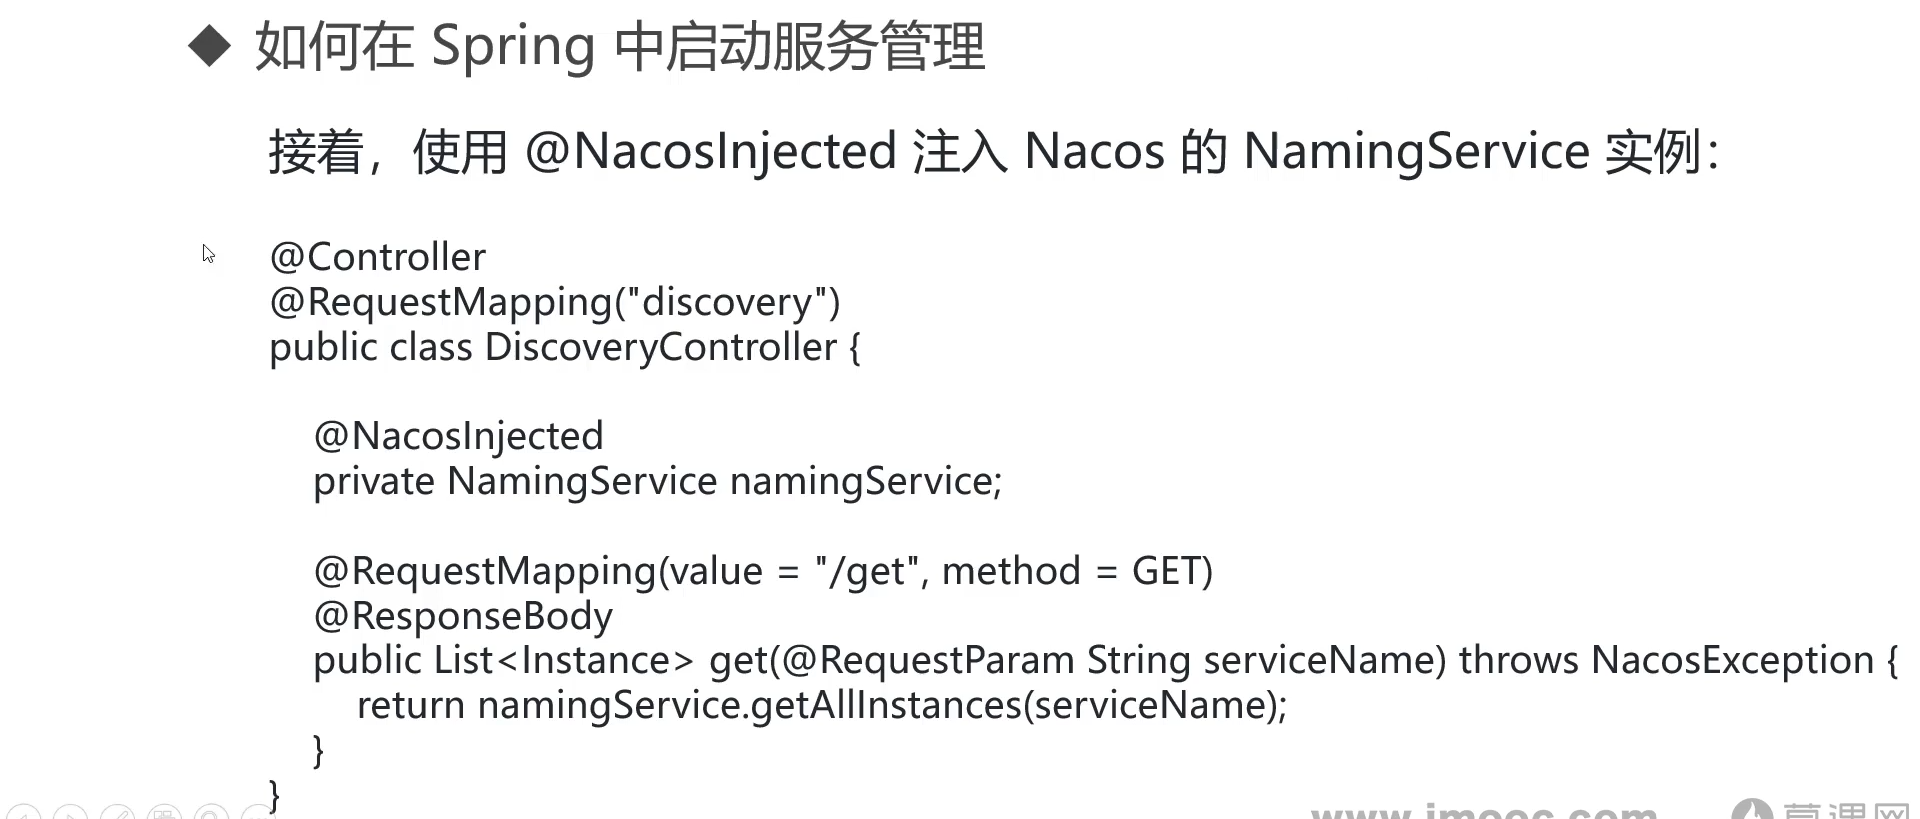 ◆ 如何在 Spring 中启动服务管理
接着，使用 @NacosInjected 注入 Nacos 的 NamingService 实例：
@Controller
@RequestMapping("discovery")
public class DiscoveryController {
@NacosInjected
private NamingService namingService;
@RequestMapping(value = "/get", method = GET)
@ResponseBody
public List<Instance> get(@RequestParam String serviceName) throws NacosException {
return namingService.getAllInstances(serviceName);
}
}
www.imooc.com 慕课网